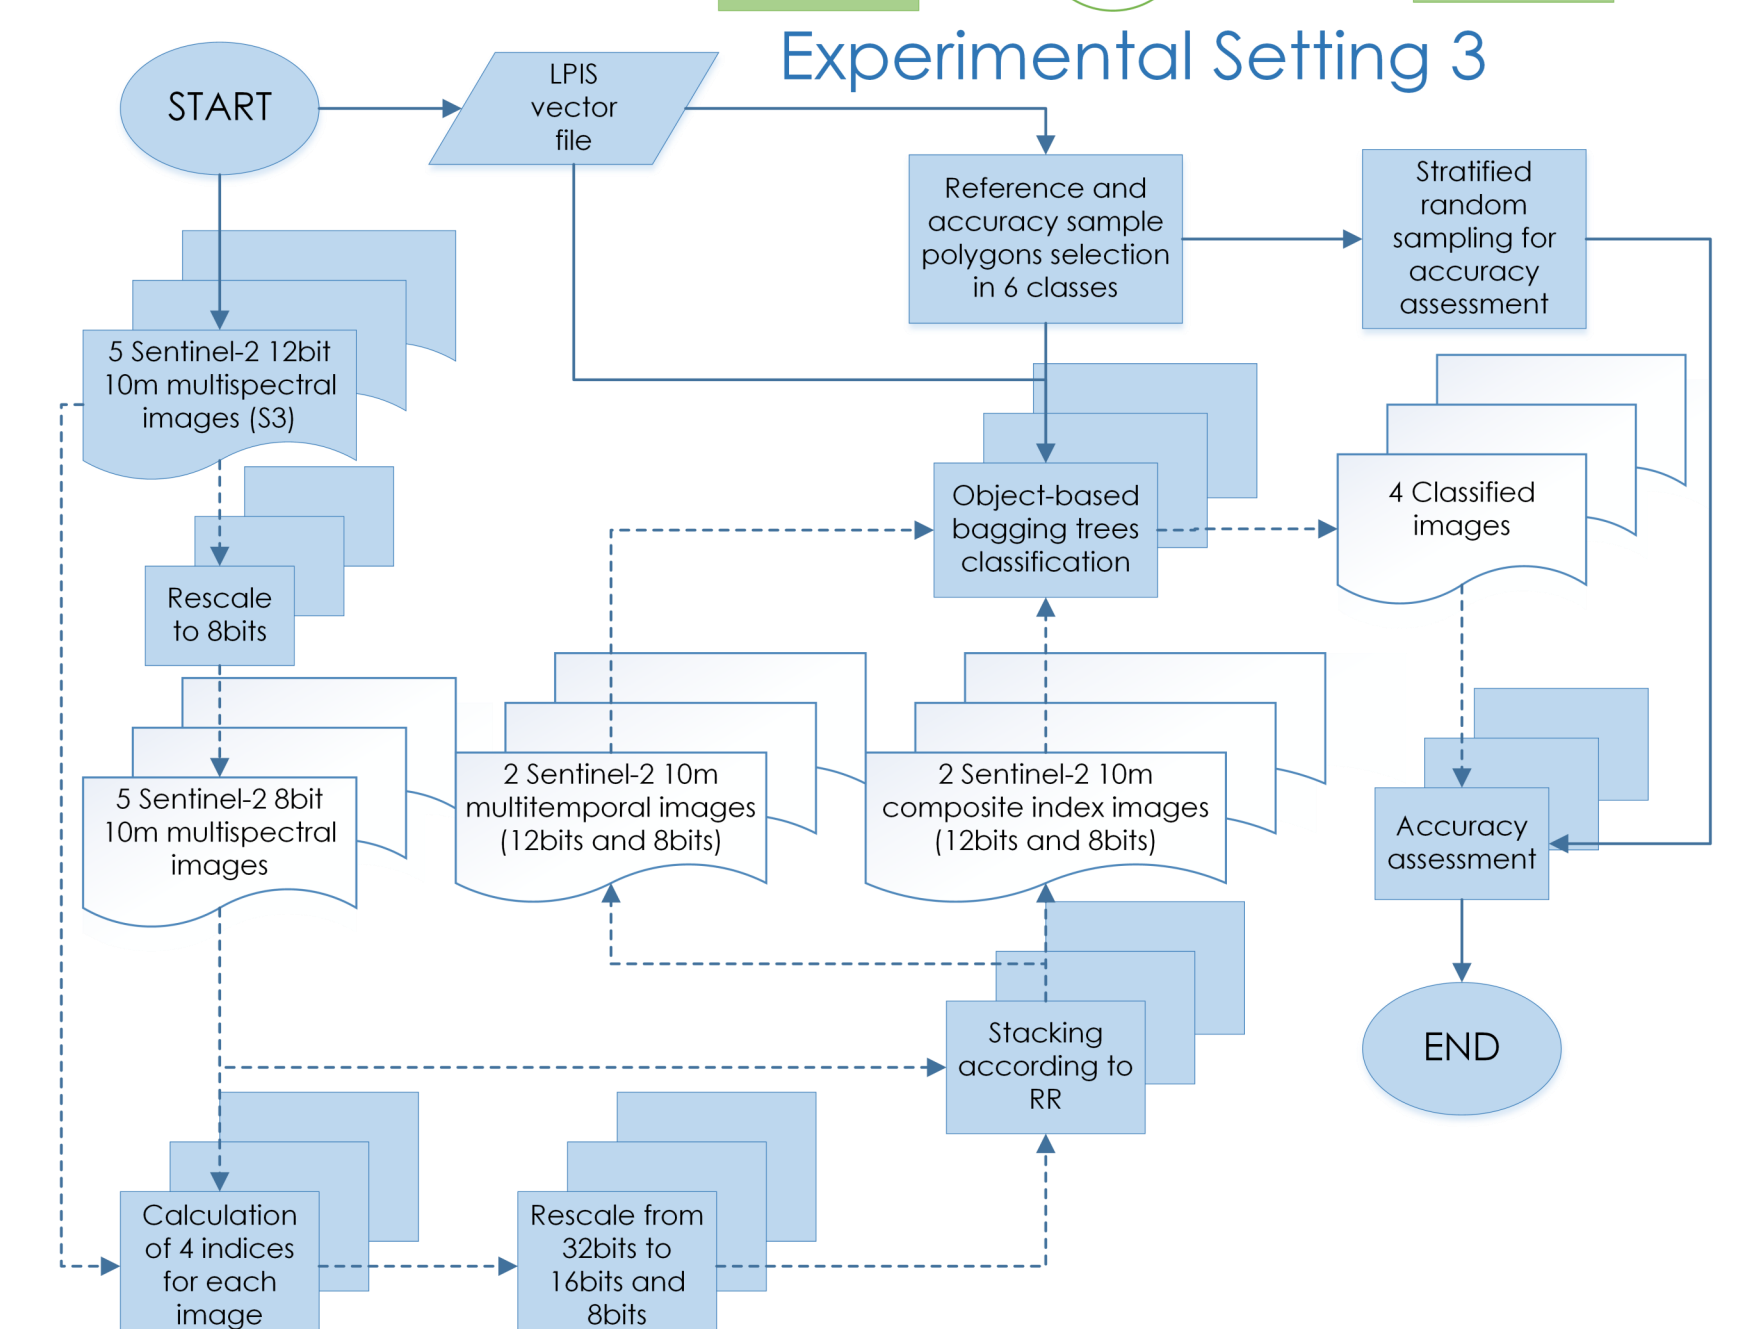 Experimental Setting 3
START
LPIS
vector
file
Reference and
accuracy sample
polygons selection
in 6 classes
Stratified
random
sampling for
accuracy
assessment
5 Sentinel-2 12bit
10m multispectral
images (S3)
Object-based
bagging trees
classification
4 Classified
images
Rescale
to 8bits
5 Sentinel-2 8bit
10m multispectral
images
2 Sentinel-2 10m
multitemporal images
(12bits and 8bits)
2 Sentinel-2 10m
composite index images
(12bits and 8bits)
Accuracy
assessment
Stacking
according to
RR
END
Calculation
of 4 indices
for each
image
Rescale from
32bits to
16bits and
8bits